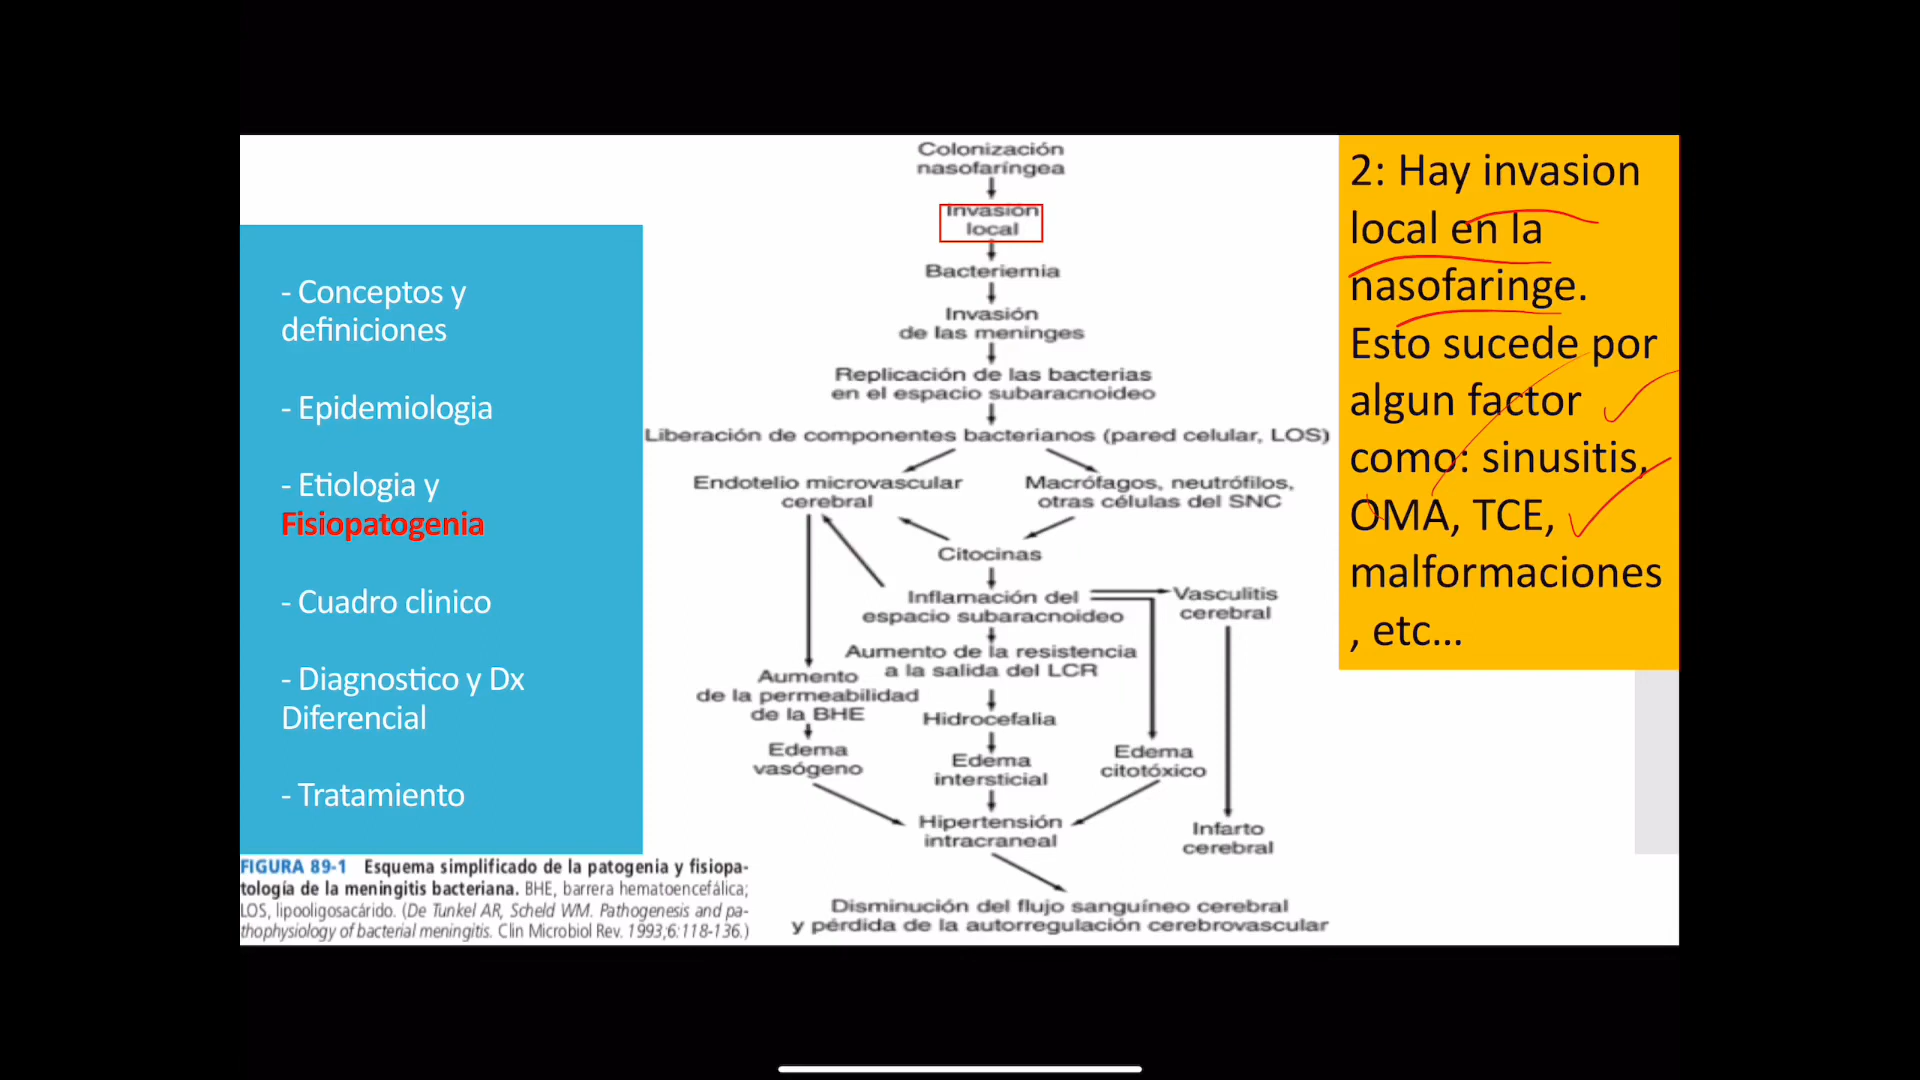 - Conceptos y
definiciones
- Epidemiologia
- Etiologia y
Fisiopatogenia
- Cuadro clinico
- Diagnostico y Dx
Diferencial
- Tratamiento
Colonización
nasofaríngea
Invasión
local
Bacteriemia
Invasión
de las meninges
Replicación de las bacterias
en el espacio subaracnoideo
Liberación de componentes bacterianos (pared celular, LOS)
Endotelio microvascular
cerebral
Macrófagos, neutrófilos,
otras células del SNC
Citocinas
Inflamación del
espacio subaracnoideo
Vasculitis
cerebral
Aumento de la resistencia
a la salida del LCR
Aumento
de la permeabilidad
de la BHE
Hidrocefalia
Edema
vasógeno
Edema
intersticial
Edema
citotóxico
Hipertensión
intracraneal
Infarto
cerebral
Disminución del flujo sanguíneo cerebral
y pérdida de la autorregulación cerebrovascular
2: Hay invasion
local en la
nasofaringe.
Esto sucede por
algun factor
como: sinusitis,
OMA, TCE,
malformaciones
, etc...
FIGURA 89-1 Esquema simplificado de la patogenia y fisiopa-
tología de la meningitis bacteriana. BHE, barrera hematoencefálica;
LOS, lipooligosacárido. (De Tunkel AR, Scheld WM. Pathogenesis and pa-
thophysiology of bacterial meningitis. Clin Microbiol Rev. 1993;6:118-136.)